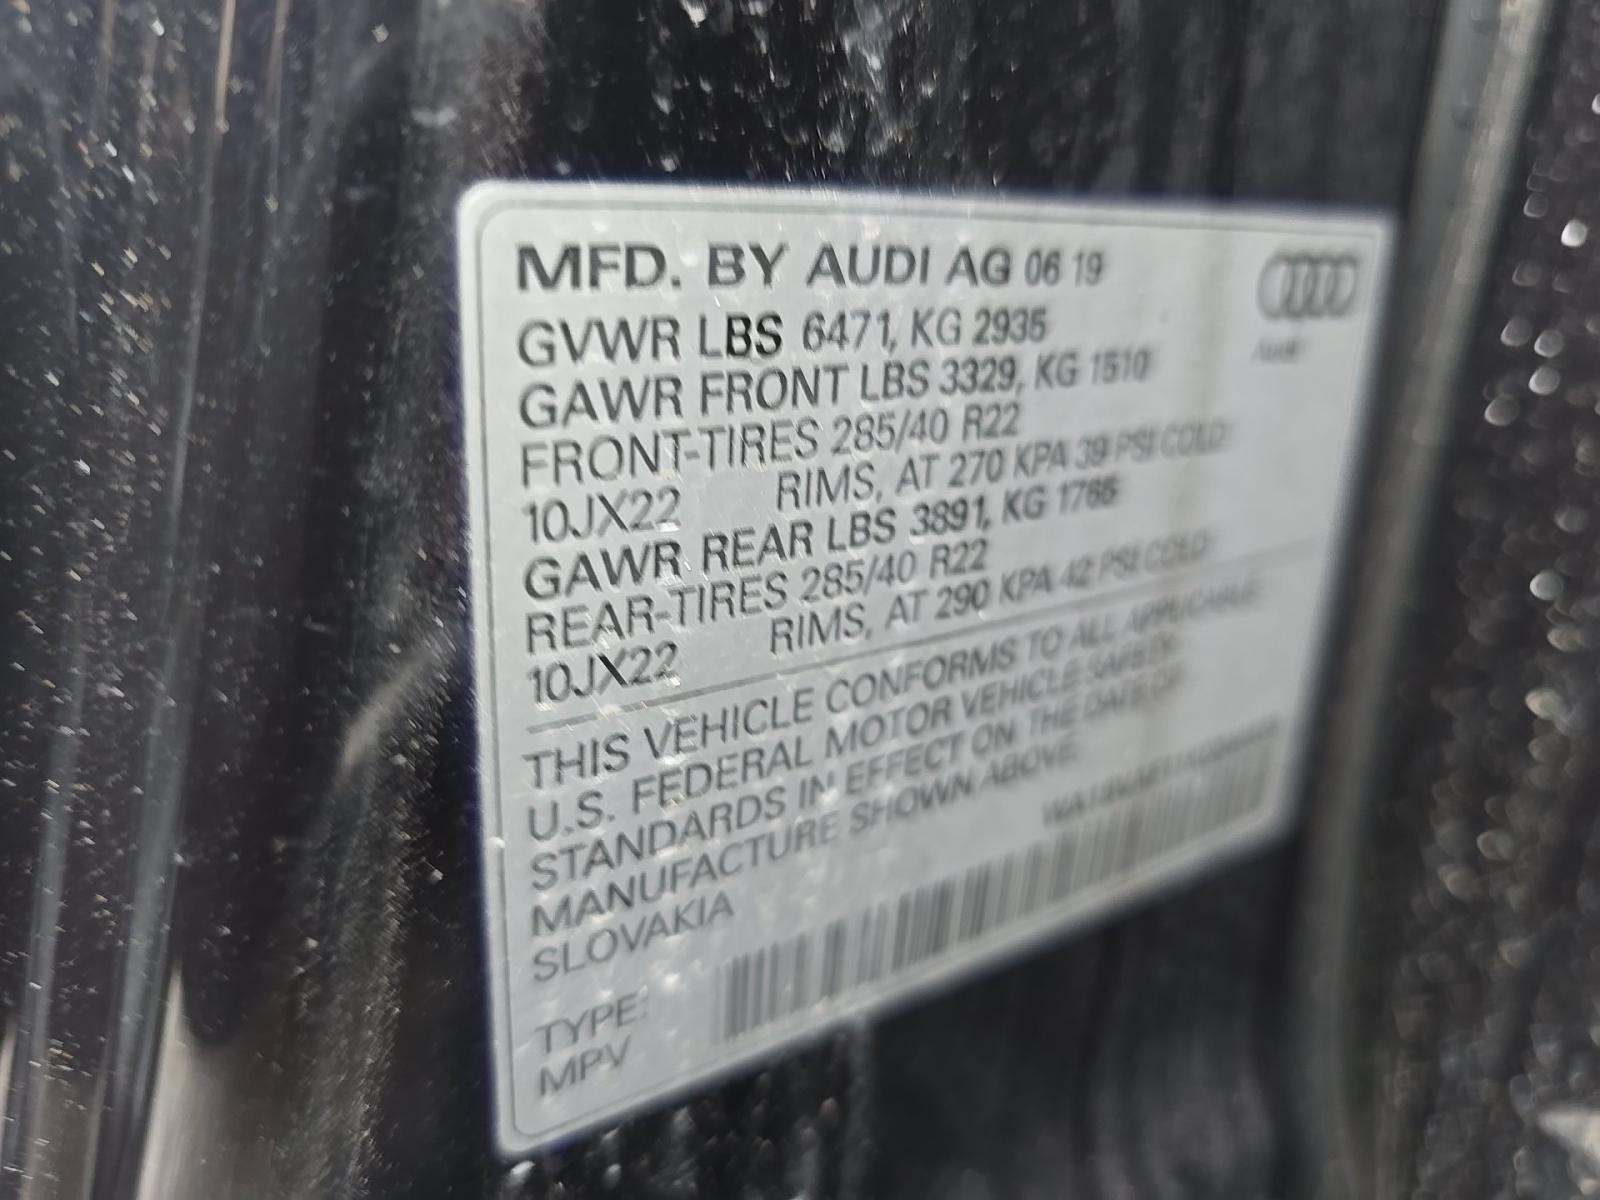 MFD. BY AUDI AG 06 19
GVWR LBS 6471, KG 2935
GAWR FRONT LBS 3329, KG 1510
FRONT-TIRES 285/40 R22
10JX22 RIMS, AT 270 KPA 39 PSI COLD
GAWR REAR LBS 3891, KG 1765
REAR-TIRES 285/40 R22
10JX22 RIMS, AT 290 KPA 42 PSI COLD
THIS VEHICLE CONFORMS TO ALL APPLICABLE
U.S. FEDERAL MOTOR VEHICLE SAFETY
STANDARDS IN EFFECT ON THE DATE OF
MANUFACTURE SHOWN ABOVE
SLOVAKIA
TYPE:
MPV
Audi